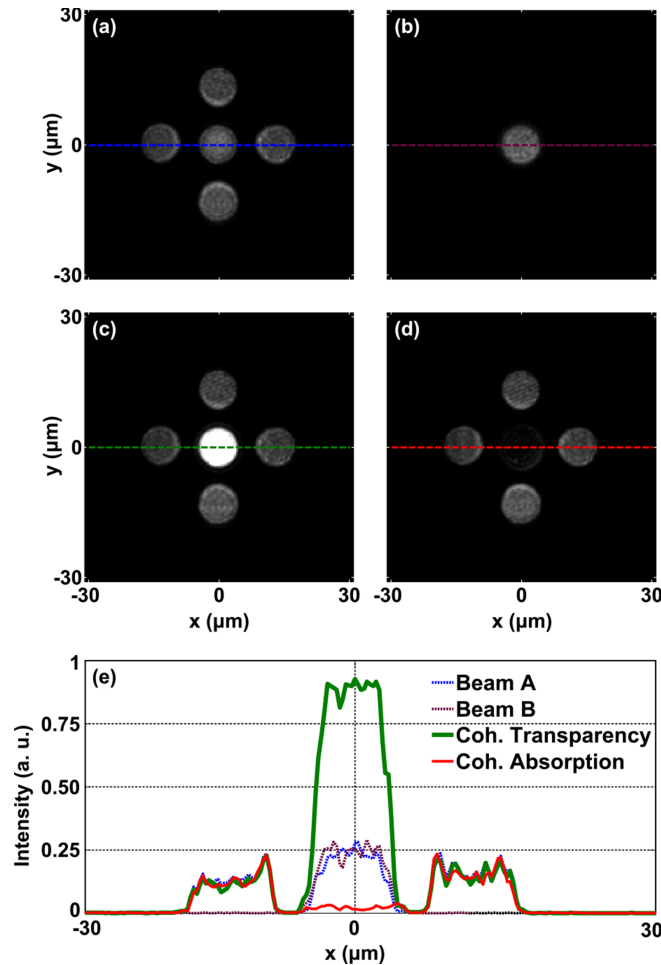 30
(a)
(b)
y (µm)
0
-30
30
(c)
(d)
y (µm)
0
-30
-30
0
30
-30
0
30
x (µm)
x (µm)
1
(e)
Beam A
Beam B
0.75
Coh. Transparency
Coh. Absorption
Intensity (a. u.)
0.50
0.25
0
-30
0
30
x (µm)